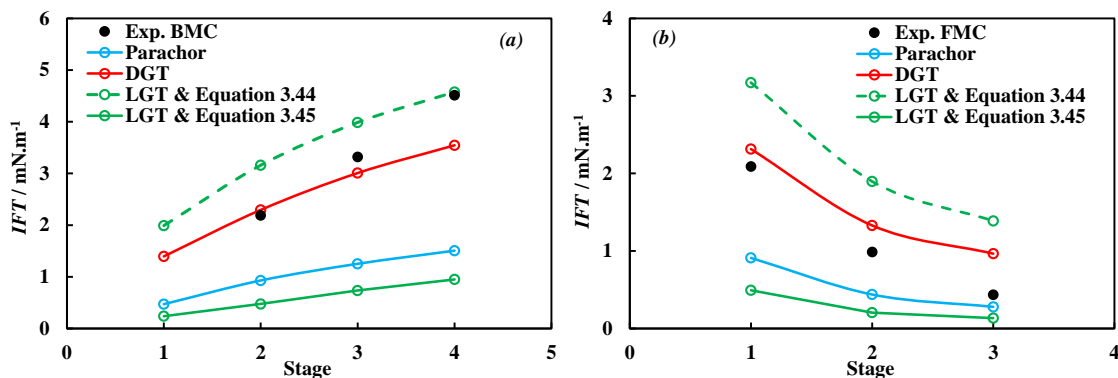 6
5
4
3
2
1
0
IFT / mN.m-1
(a)
Exp. BMC
Parachor
DGT
LGT & Equation 3.44
LGT & Equation 3.45
0
1
2
3
4
5
Stage
4
3
2
1
0
IFT / mN.m-1
(b)
Exp. FMC
Parachor
DGT
LGT & Equation 3.44
LGT & Equation 3.45
0
1
2
3
4
Stage